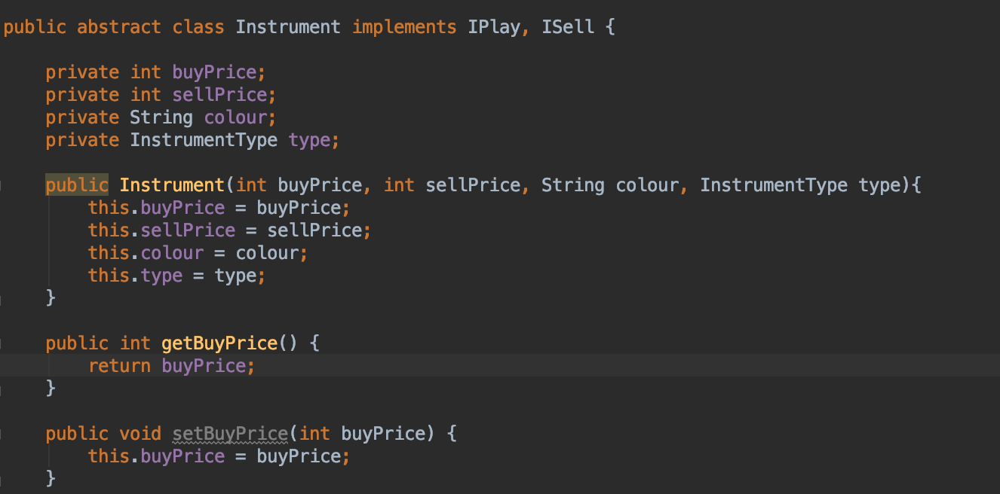 public abstract class Instrument implements IPlay, ISell {
private int buyPrice;
private int sellPrice;
private String colour;
private InstrumentType type;
public Instrument(int buyPrice, int sellPrice, String colour, InstrumentType type){
this.buyPrice = buyPrice;
this.sellPrice = sellPrice;
this.colour = colour;
this.type = type;
}
public int getBuyPrice() {
return buyPrice;
}
public void setBuyPrice(int buyPrice) {
this.buyPrice = buyPrice;
}